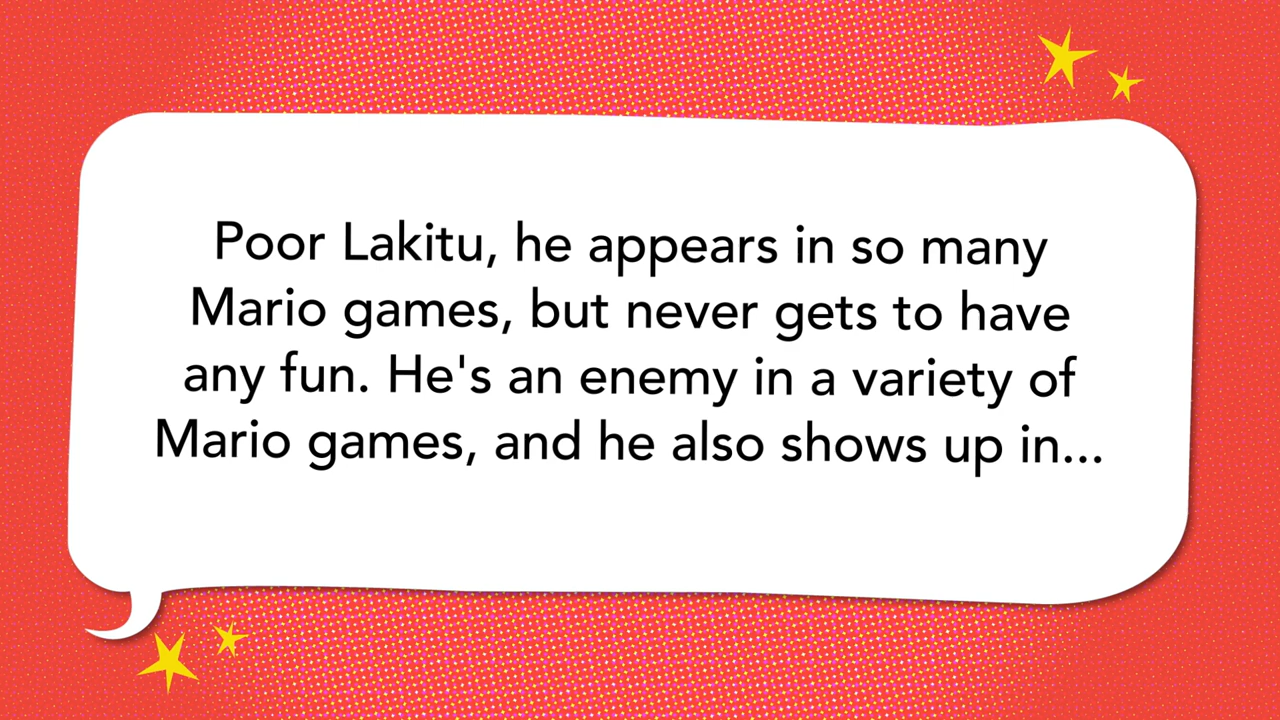 Poor Lakitu, he appears in so many
Mario games, but never gets to have
any fun. He's an enemy in a variety of
Mario games, and he also shows up in...